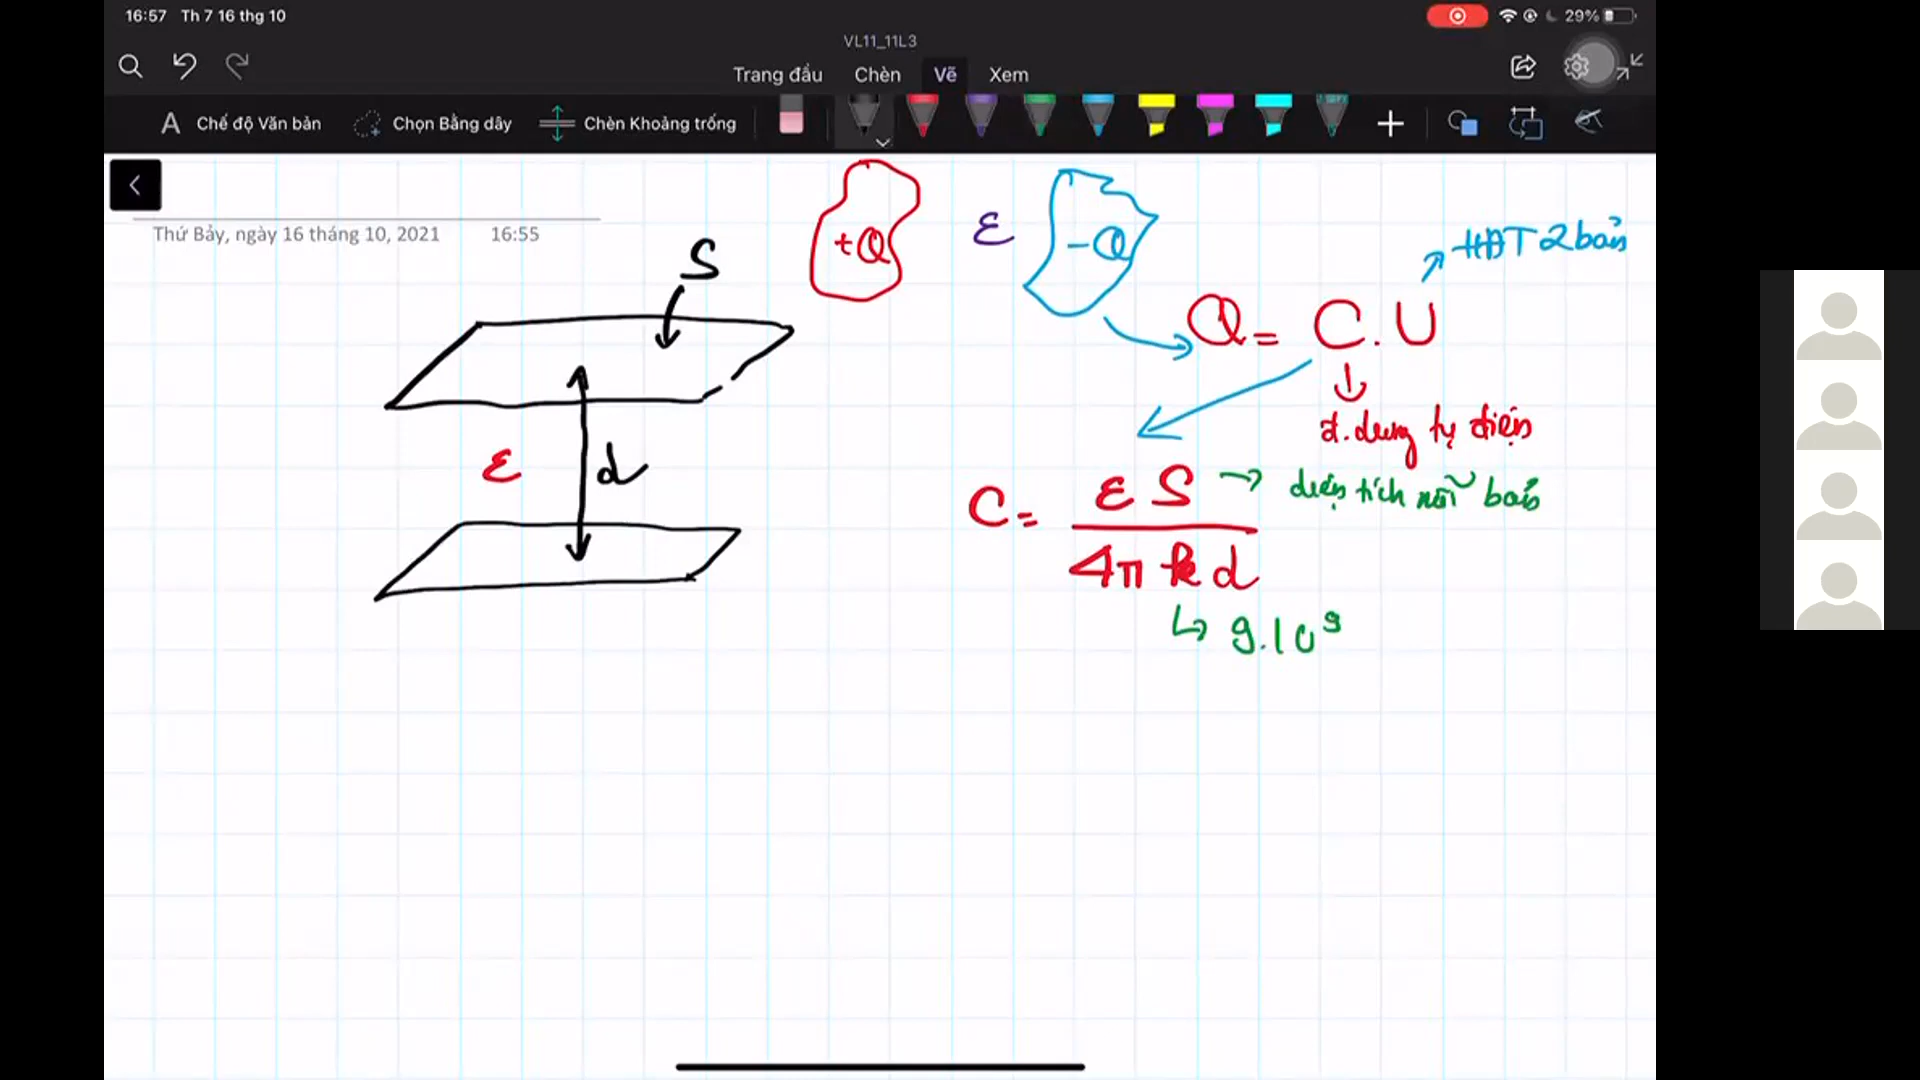 16:57 Th 7 16 thg 10
29%
VL11_11L3
Trang đầu Chèn Vẽ Xem
A Chế độ Văn bản Chọn Bằng dây Chèn Khoảng trống
Thứ Bảy, ngày 16 tháng 10, 2021 16:55
S
ε
d
+Q
ε
-Q
HĐT 2 bản
Q = C.U
đ.dung tụ điện
C = εS / 4πkd
diện tích mỗi bản
9.10⁹